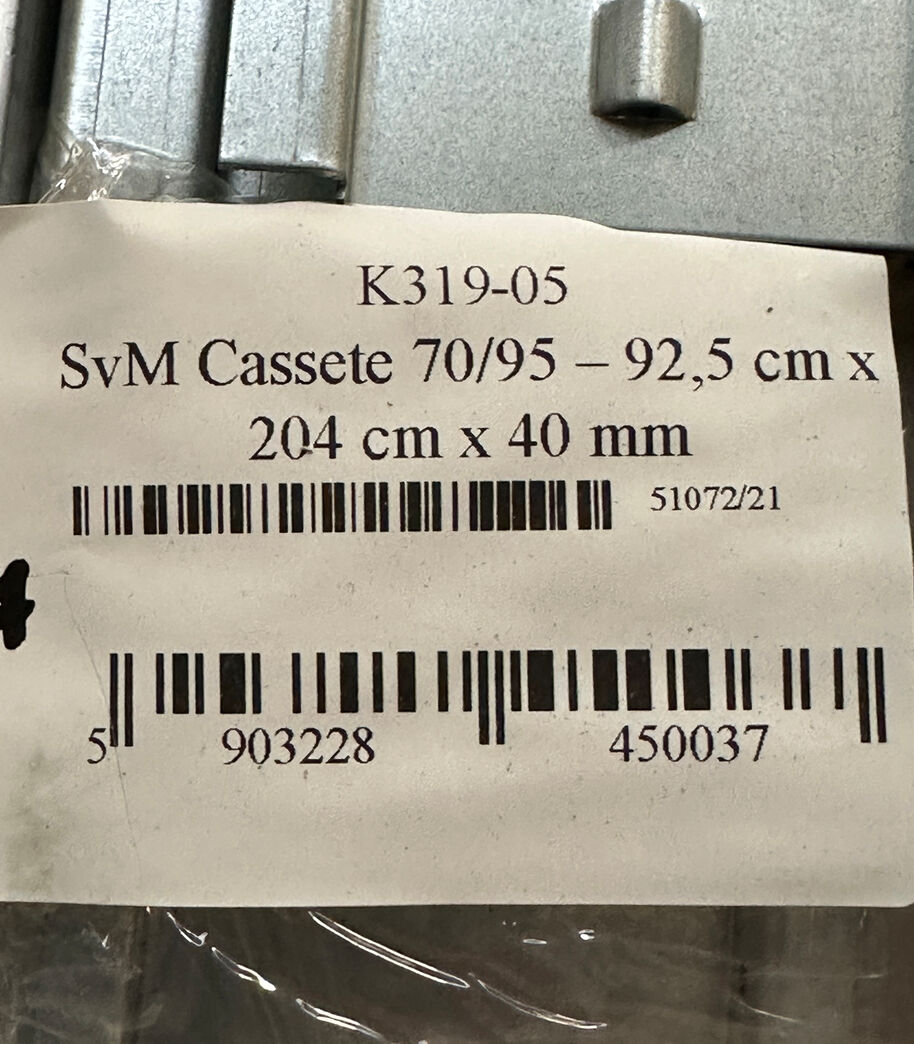 K319-05
SvM Cassete 70/95 – 92,5 cm x
204 cm x 40 mm
51072/21
5 903228 450037